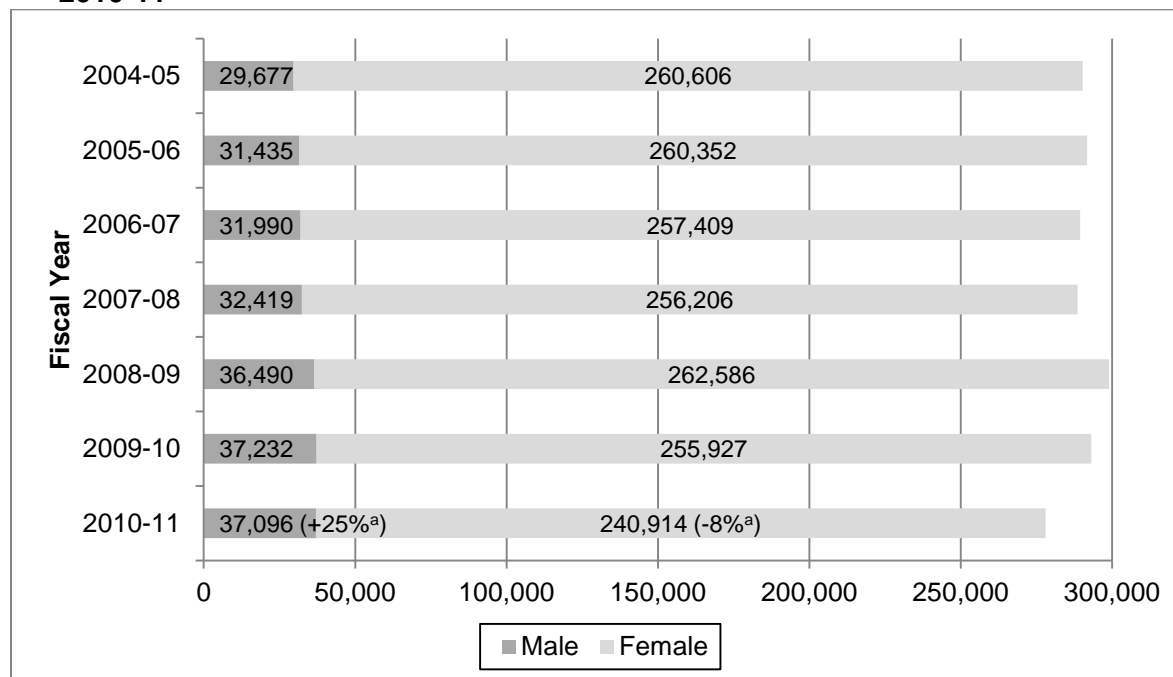 2004-05 29,677 260,606
2005-06 31,435 260,352
2006-07 31,990 257,409
Fiscal Year
2007-08 32,419 256,206
2008-09 36,490 262,586
2009-10 37,232 255,927
2010-11 37,096 (+25%ᵃ) 240,914 (-8%ᵃ)
0 50,000 100,000 150,000 200,000 250,000 300,000
Male Female